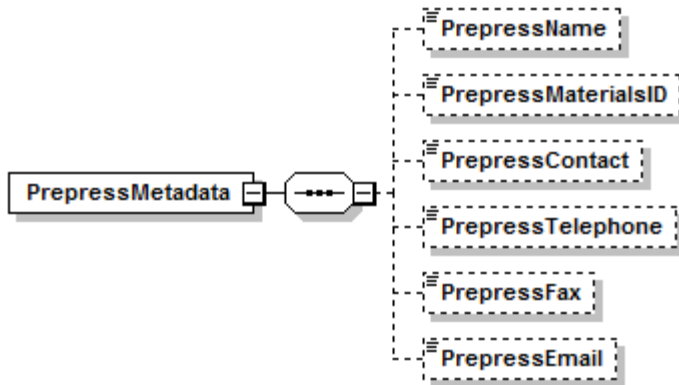 PrepressName
PrepressMaterialsID
PrepressContact
PrepressMetadata
PrepressTelephone
PrepressFax
PrepressEmail